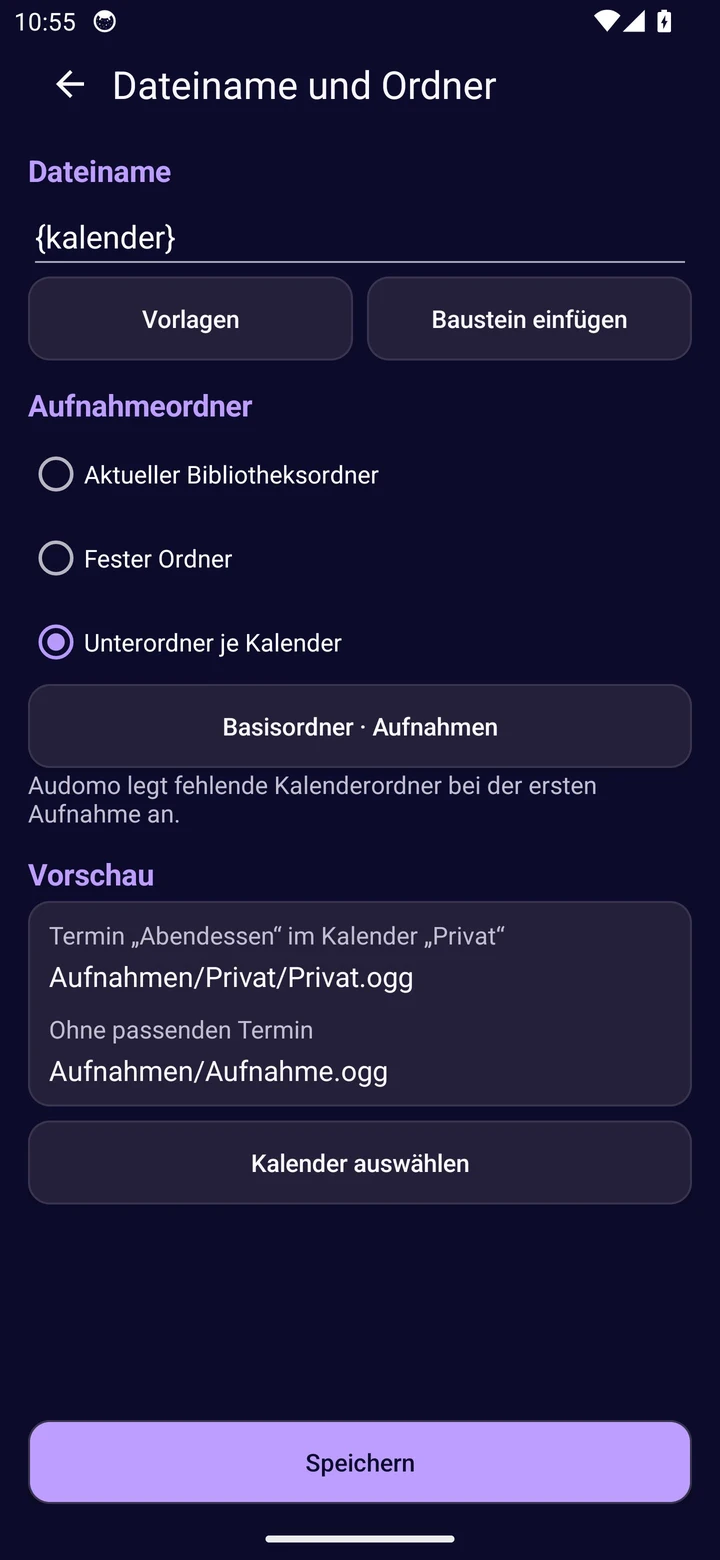 10:55
Dateiname und Ordner
Dateiname
{kalender}
Vorlagen
Baustein einfügen
Aufnahmeordner
Aktueller Bibliotheksordner
Fester Ordner
Unterordner je Kalender
Basisordner · Aufnahmen
Audomo legt fehlende Kalenderordner bei der ersten
Aufnahme an.
Vorschau
Termin „Abendessen“ im Kalender „Privat“
Aufnahmen/Privat/Privat.ogg
Ohne passenden Termin
Aufnahmen/Aufnahme.ogg
Kalender auswählen
Speichern